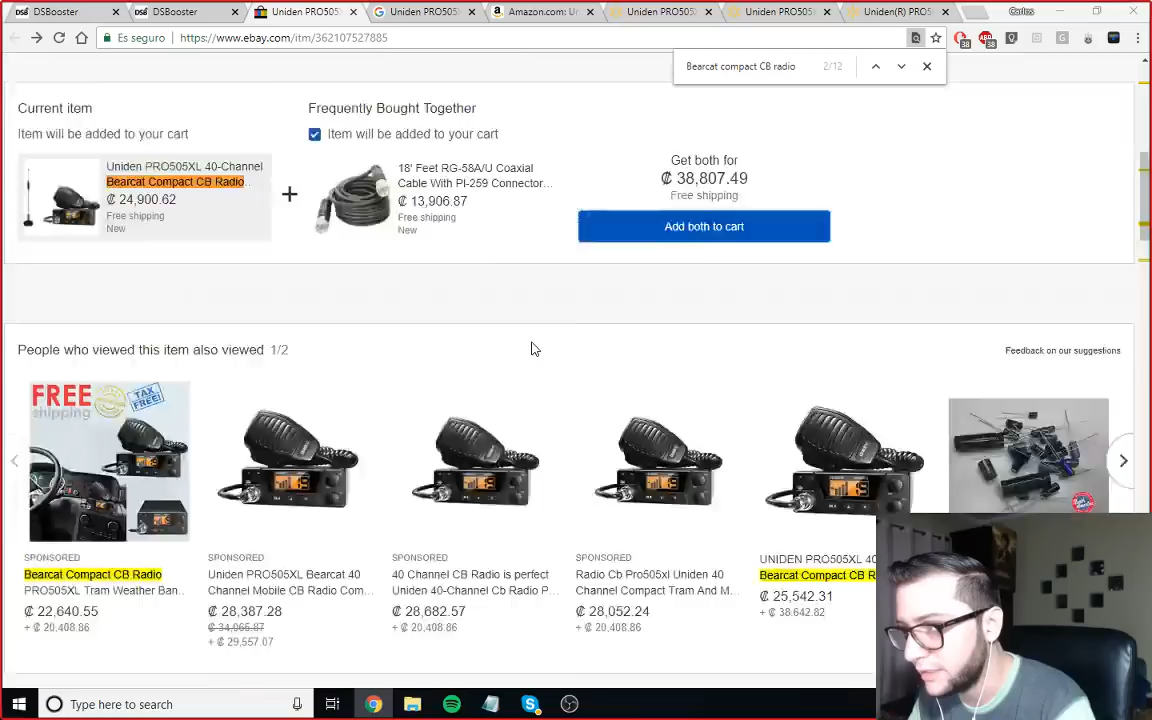 DSBooster
DSBooster
Uniden PRO505
Uniden PRO505
Amazon.com: U
Uniden PRO505
Uniden PRO505
Uniden(R) PRO5
Carlos
Es seguro
https://www.ebay.com/itm/362107527885
38
ABP
38
Bearcat compact CB radio 2/12
Current item
Item will be added to your cart
Uniden PRO505XL 40-Channel
Bearcat Compact CB Radio...
₡ 24,900.62
Free shipping
New
+
Frequently Bought Together
Item will be added to your cart
18' Feet RG-58A/U Coaxial
Cable With Pl-259 Connector...
₡ 13,906.87
Free shipping
New
Get both for
₡ 38,807.49
Free shipping
Add both to cart
People who viewed this item also viewed 1/2
Feedback on our suggestions
FREE
shipping
TAX
FREE!
SPONSORED
Bearcat Compact CB Radio
PRO505XL Tram Weather Ban...
₡ 22,640.55
+ ₡ 20,408.86
SPONSORED
Uniden PRO505XL Bearcat 40
Channel Mobile CB Radio Com...
₡ 28,387.28
₡ 34,065.87
+ ₡ 29,557.07
SPONSORED
40 Channel CB Radio is perfect
Uniden 40-Channel Cb Radio P...
₡ 28,682.57
+ ₡ 20,408.86
SPONSORED
Radio Cb Pro505xl Uniden 40
Channel Compact Tram And M...
₡ 28,052.24
+ ₡ 20,408.86
UNIDEN PRO505XL 40
Bearcat Compact CB R
₡ 25,542.31
+ ₡ 38,642.82
Type here to search